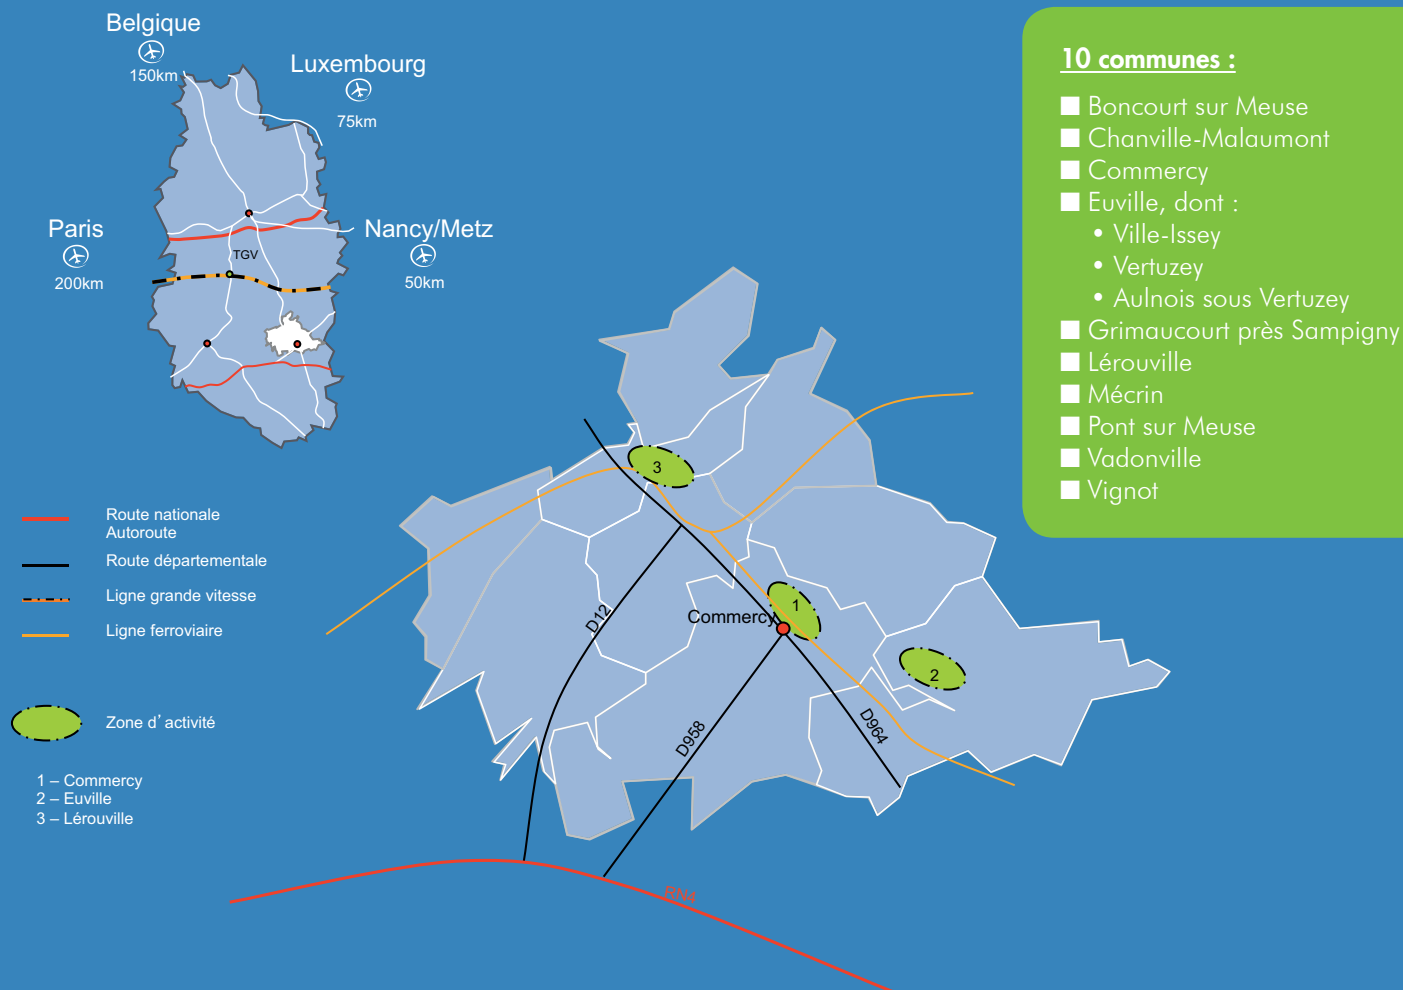 Belgique
150km
Luxembourg
75km
Paris
200km
TGV
Nancy/Metz
50km
10 communes :
Boncourt sur Meuse
Chanville-Malaumont
Commercy
Euville, dont :
• Ville-Issey
• Vertuzey
• Aulnois sous Vertuzey
Grimaucourt près Sampigny
Lérouville
Mécrin
Pont sur Meuse
Vadonville
Vignot
Route nationale
Autoroute
Route départementale
Ligne grande vitesse
Ligne ferroviaire
Zone d'activité
1 – Commercy
2 – Euville
3 – Lérouville
3
1
Commercy
2
D12
D958
D964
RN4